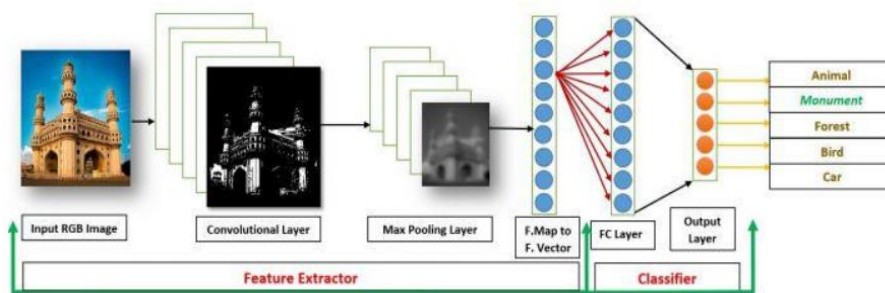 Animal
Monument
Forest
Bird
Car
Input RGB Image
Convolutional Layer
Max Pooling Layer
F.Map to
F. Vector
FC Layer
Output
Layer
Feature Extractor
Classifier